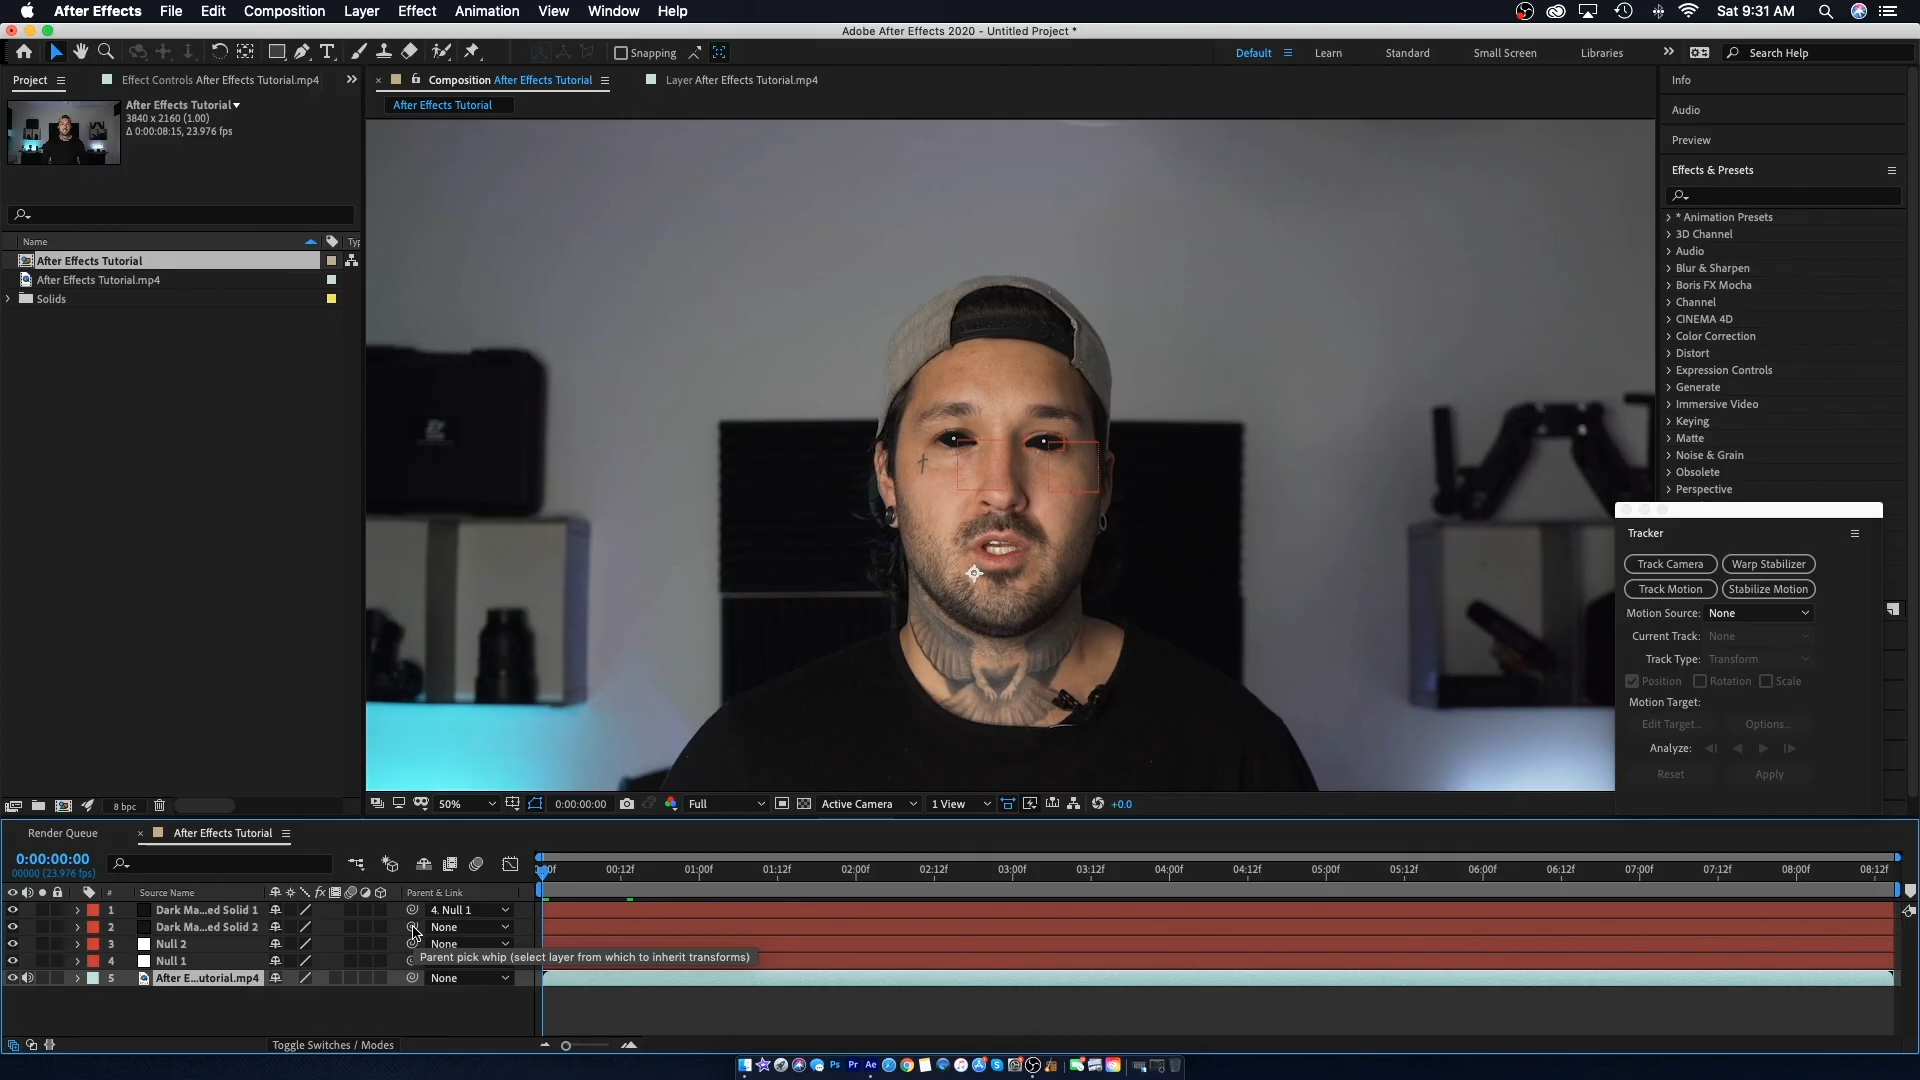 After Effects File Edit Composition Layer Effect Animation View Window Help Sat 9:31 AM
Adobe After Effects 2020 - Untitled Project *
Snapping Default Learn Standard Small Screen Libraries Search Help
Project Effect Controls After Effects Tutorial.mp4 Composition After Effects Tutorial Layer After Effects Tutorial.mp4 Info
After Effects Tutorial
3840 x 2160 (1.00)
Δ 0:00:08:15, 23.976 fps
After Effects Tutorial
Audio
Preview
Effects & Presets
Name Typ
After Effects Tutorial
After Effects Tutorial.mp4
Solids
* Animation Presets
3D Channel
Audio
Blur & Sharpen
Boris FX Mocha
Channel
CINEMA 4D
Color Correction
Distort
Expression Controls
Generate
Immersive Video
Keying
Matte
Noise & Grain
Obsolete
Perspective
Tracker
Track Camera Warp Stabilizer
Track Motion Stabilize Motion
Motion Source: None
Current Track: None
Track Type: Transform
Position Rotation Scale
Motion Target:
Edit Target... Options...
Analyze:
Reset Apply
8 bpc 50% 0:00:00:00 Full Active Camera 1 View +0.0
Render Queue After Effects Tutorial
0:00:00:00
00000 (23.976 fps)
00:12f 01:00f 01:12f 02:00f 02:12f 03:00f 03:12f 04:00f 04:12f 05:00f 05:12f 06:00f 06:12f 07:00f 07:12f 08:00f 08:12f
# Source Name fx Parent & Link
1 Dark Ma...ed Solid 1 4. Null 1
2 Dark Ma...ed Solid 2 None
3 Null 2 None
4 Null 1
Parent pick whip (select layer from which to inherit transforms)
5 After E...utorial.mp4 None
Toggle Switches / Modes
Ps Pr Ae